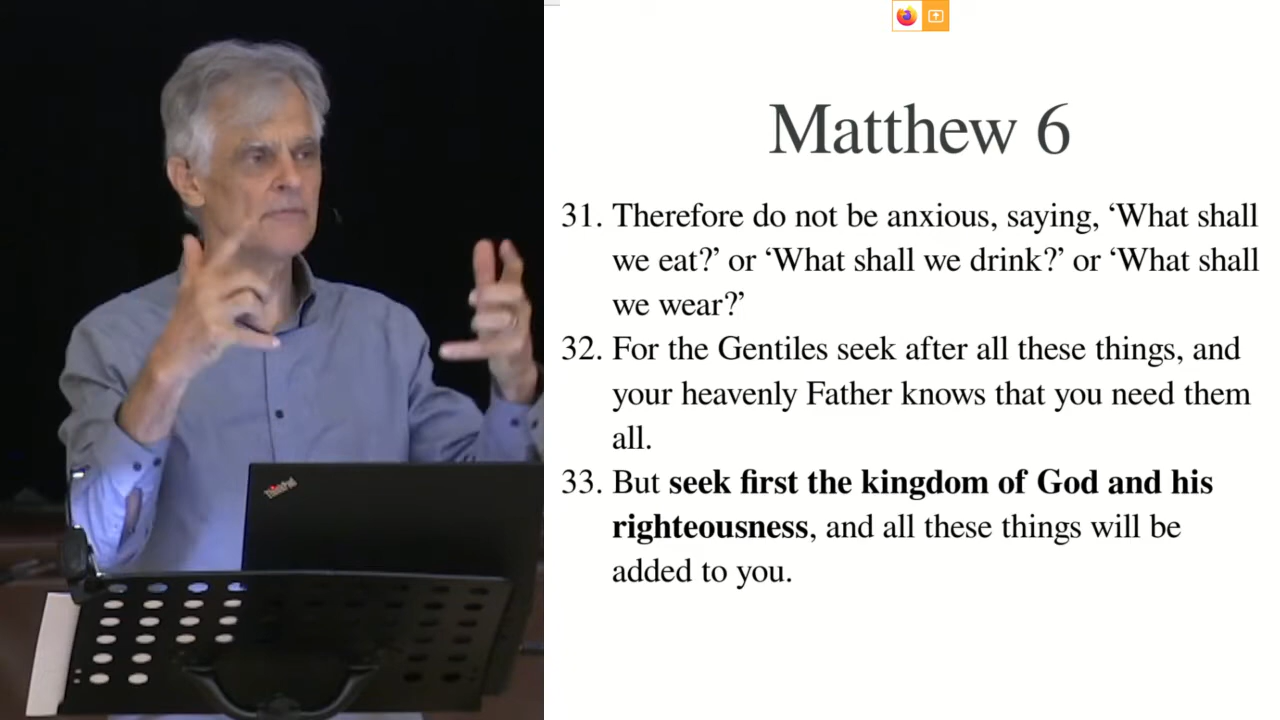 Matthew 6
31. Therefore do not be anxious, saying, ‘What shall
we eat?’ or ‘What shall we drink?’ or ‘What shall
we wear?’
32. For the Gentiles seek after all these things, and
your heavenly Father knows that you need them
all.
33. But seek first the kingdom of God and his
righteousness, and all these things will be
added to you.
ThinkPad